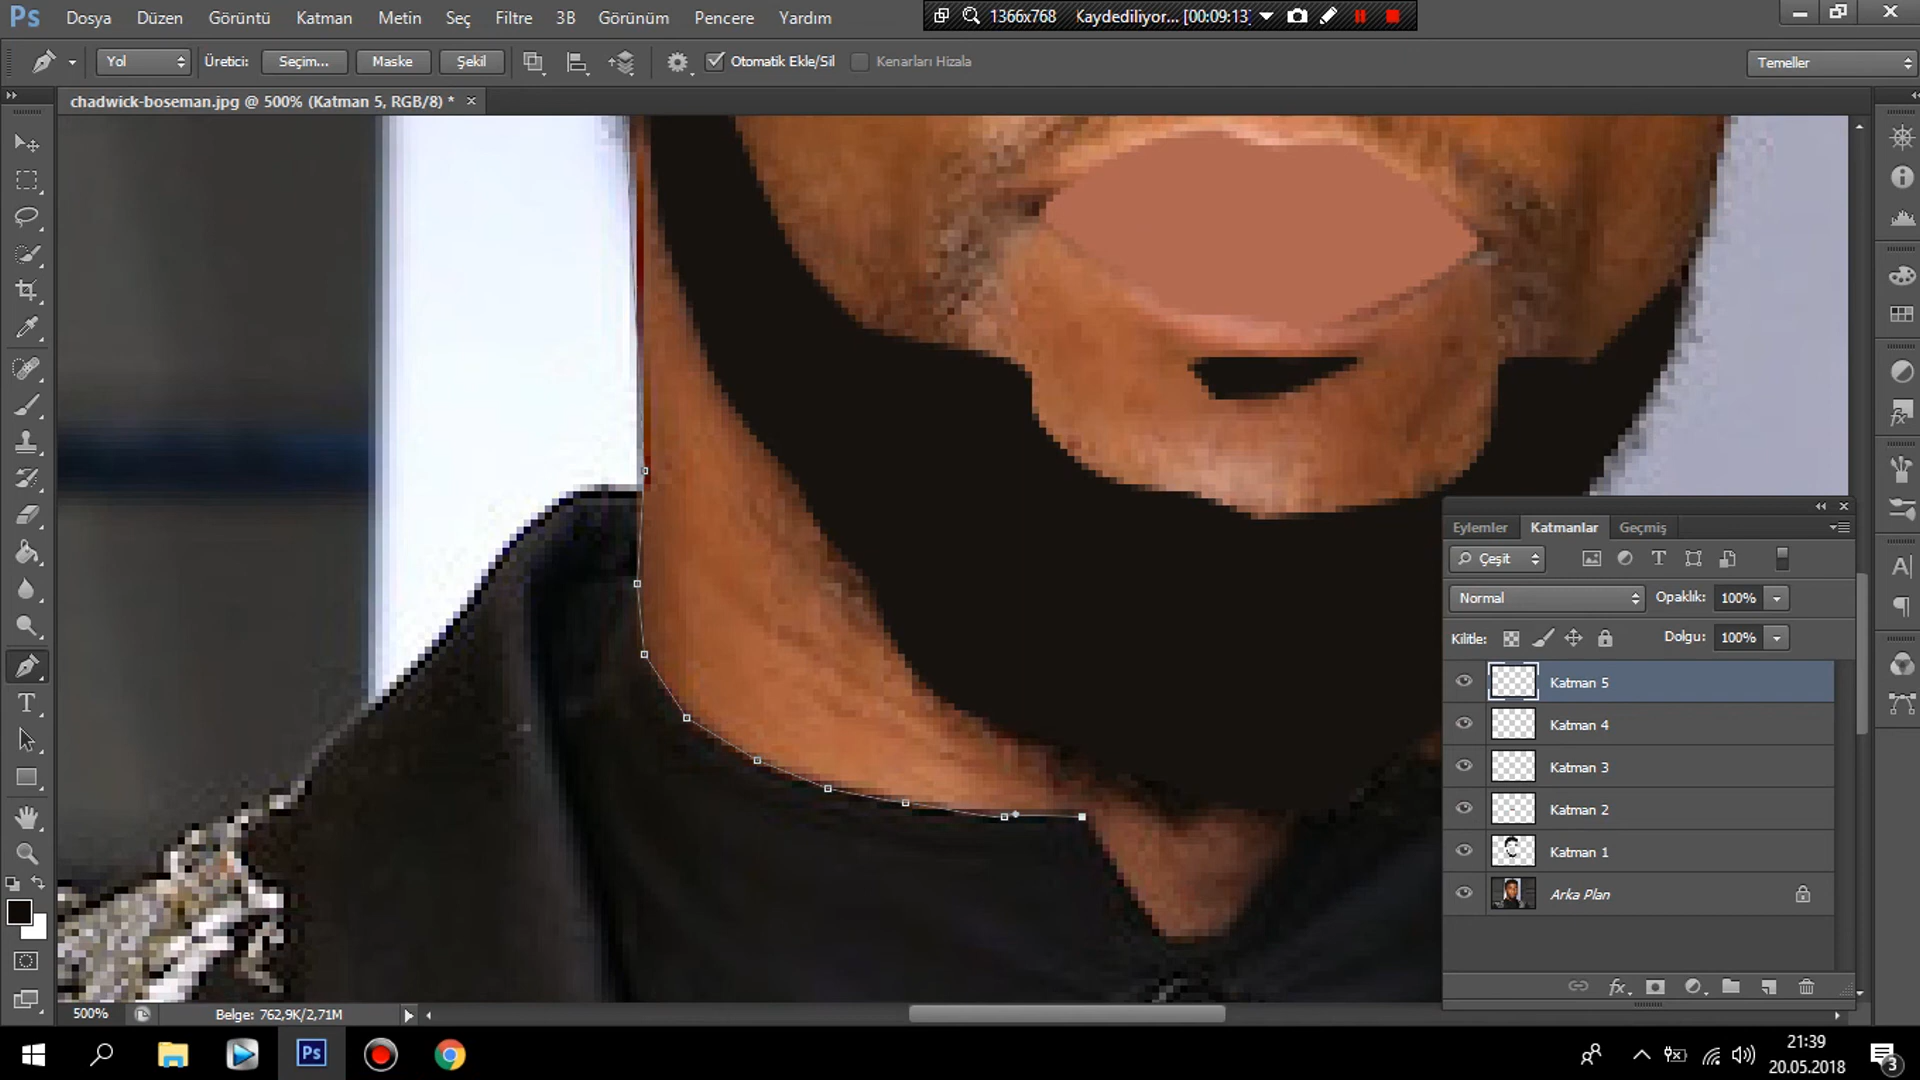 Ps Dosya Düzen Görüntü Katman Metin Seç Filtre 3B Görünüm Pencere Yardım
1366x768 Kaydediliyor... [00:09:13]
Yol Üretici: Seçim... Maske Şekil Otomatik Ekle/Sil Kenarları Hizala Temeller
chadwick-boseman.jpg @ 500% (Katman 5, RGB/8) *
Eylemler Katmanlar Geçmiş
Çeşit
Normal Opaklık: 100%
Kilitle: Dolgu: 100%
Katman 5
Katman 4
Katman 3
Katman 2
Katman 1
Arka Plan
500% Belge: 762,9K/2,71M
Ps
21:39
20.05.2018
3